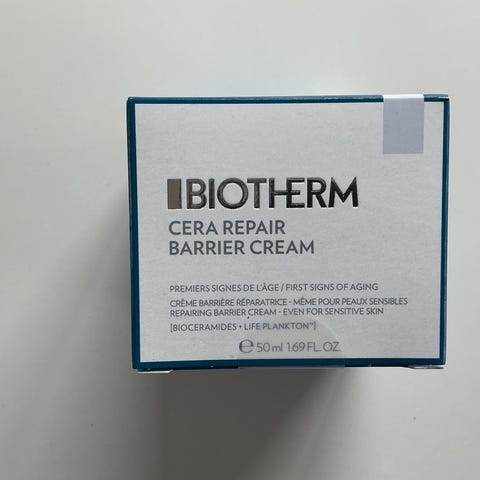 BIOTHERM
CERA REPAIR
BARRIER CREAM
PREMIERS SIGNES DE L'ÂGE / FIRST SIGNS OF AGING
CRÈME BARRIÈRE RÉPARATRICE - MÊME POUR PEAUX SENSIBLES
REPAIRING BARRIER CREAM - EVEN FOR SENSITIVE SKIN
[BIOCERAMIDES + LIFE PLANKTON™]
℮ 50 ml 1.69 FL. OZ.